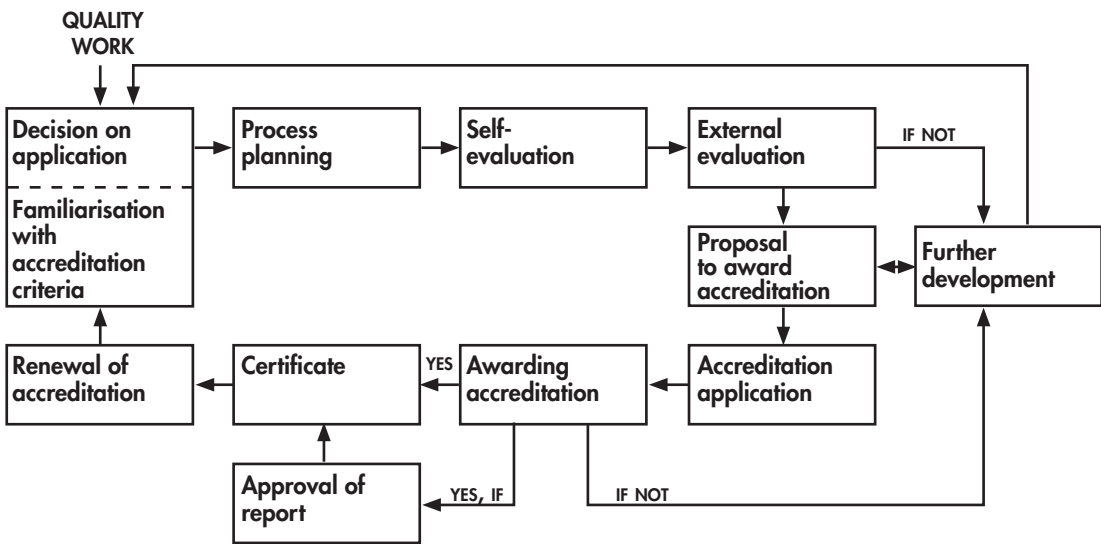 QUALITY
WORK
Decision on
application
Familiarisation
with
accreditation
criteria
Process
planning
Self-
evaluation
External
evaluation
IF NOT
Proposal
to award
accreditation
Further
development
Renewal of
accreditation
Certificate
YES
Awarding
accreditation
Accreditation
application
Approval of
report
YES, IF
IF NOT